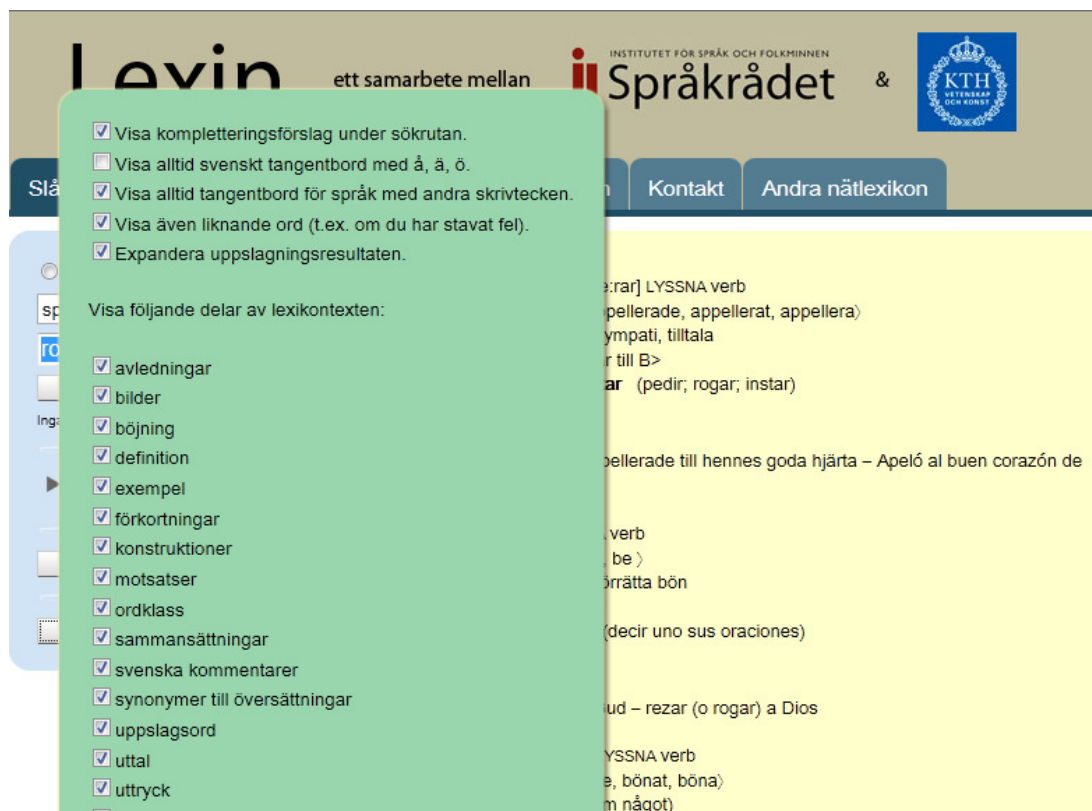 Lexin
ett samarbete mellan
INSTITUTET FÖR SPRÅK OCH FOLKMINNEN
Språkrådet
&
KTH
VETENSKAP
OCH KONST
Slå
n
Kontakt
Andra nätlexikon
Visa kompletteringsförslag under sökrutan.
Visa alltid svenskt tangentbord med å, ä, ö.
Visa alltid tangentbord för språk med andra skrivtecken.
Visa även liknande ord (t.ex. om du har stavat fel).
Expandera uppslagningsresultaten.
Visa följande delar av lexikontexten:
avledningar
bilder
böjning
definition
exempel
förkortningar
konstruktioner
motsatser
ordklass
sammansättningar
svenska kommentarer
synonymer till översättningar
uppslagsord
uttal
uttryck
sp
ro
Inga
e:rar] LYSSNA verb
ppellerade, appellerat, appellera〉
ympati, tilltala
r till B>
ar (pedir; rogar; instar)
pellerade till hennes goda hjärta – Apeló al buen corazón de
verb
, be 〉
örrätta bön
(decir uno sus oraciones)
ud – rezar (o rogar) a Dios
YSSNA verb
e, bönat, böna〉
m något)